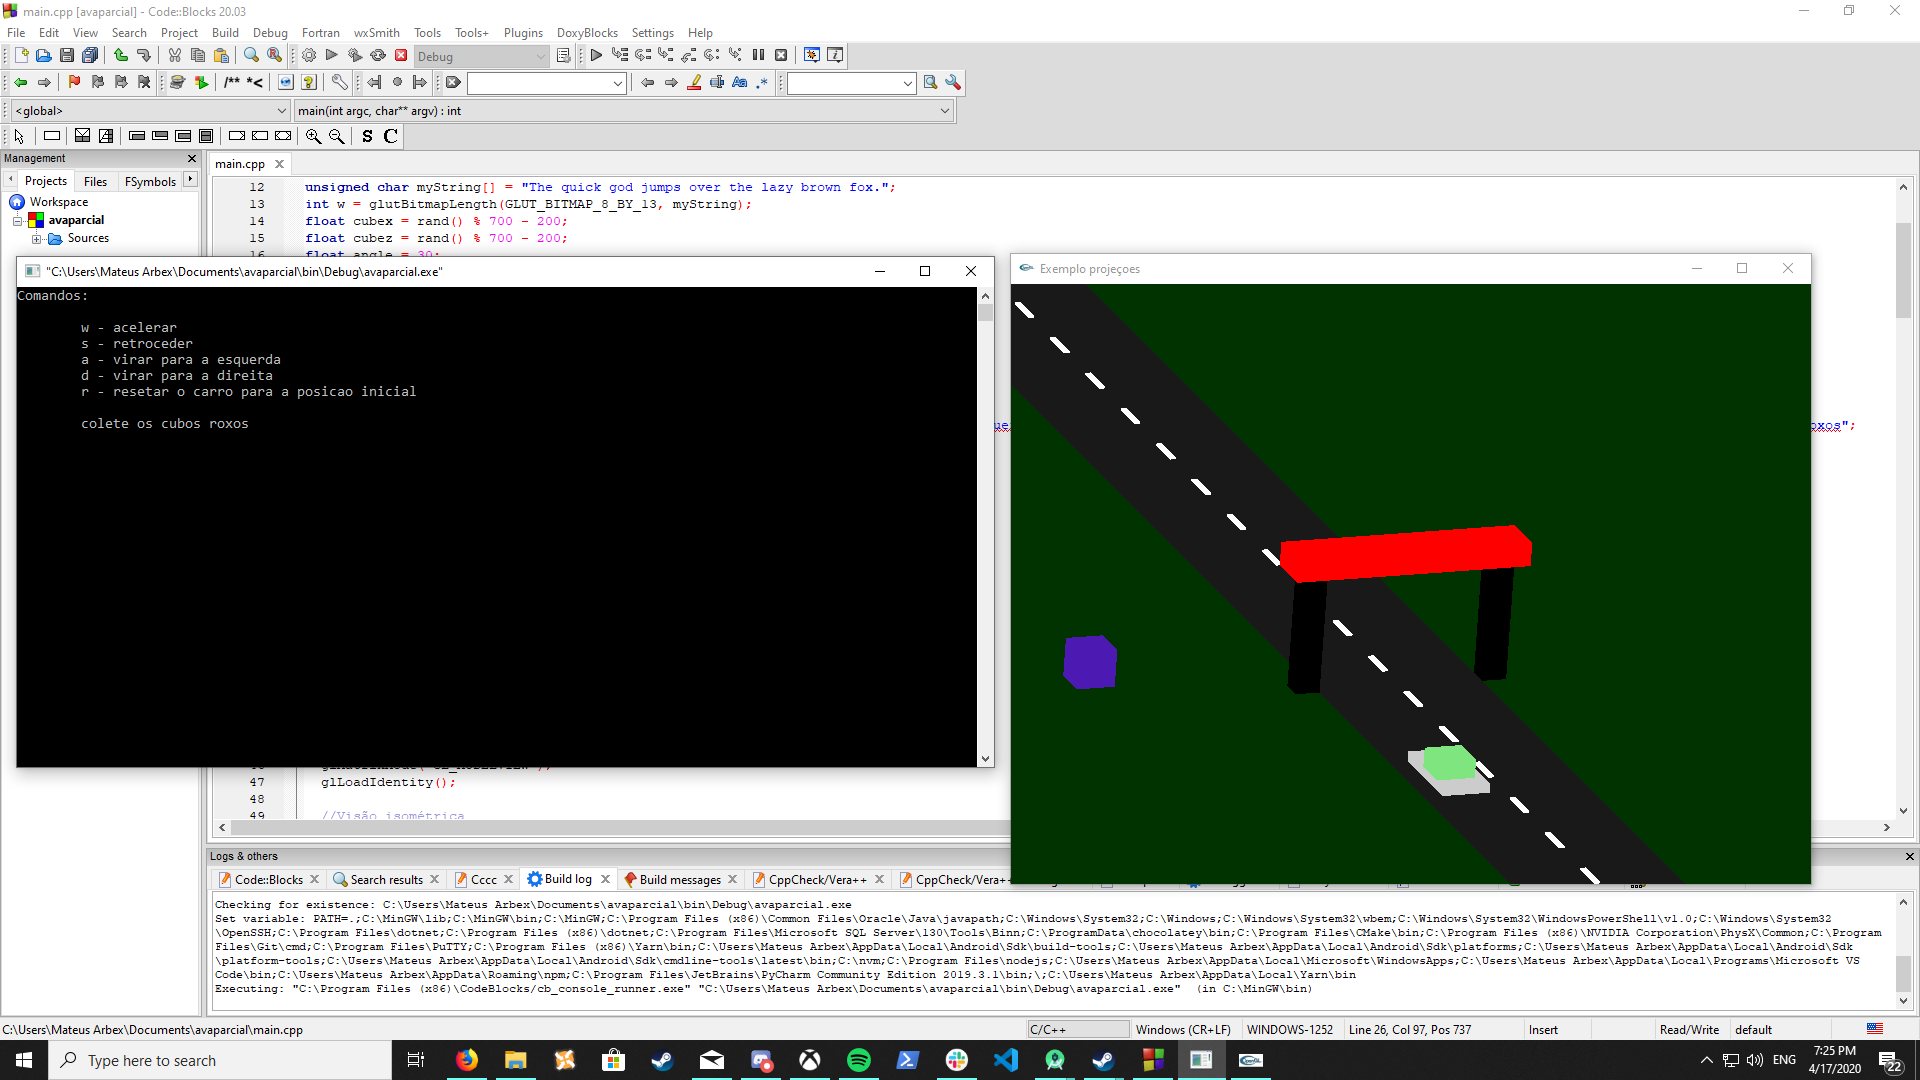 main.cpp [avaparcial] - Code::Blocks 20.03
File Edit View Search Project Build Debug Fortran wxSmith Tools Tools+ Plugins DoxyBlocks Settings Help
Debug
/** *<
<global>
main(int argc, char** argv) : int
S C
Management
Projects Files FSymbols
Workspace
avaparcial
Sources
main.cpp
12 unsigned char myString[] = "The quick god jumps over the lazy brown fox.";
13 int w = glutBitmapLength(GLUT_BITMAP_8_BY_13, myString);
14 float cubex = rand() % 700 - 200;
15 float cubez = rand() % 700 - 200;
16 float angle = 30;
"C:\Users\Mateus Arbex\Documents\avaparcial\bin\Debug\avaparcial.exe"
Comandos:
w - acelerar
s - retroceder
a - virar para a esquerda
d - virar para a direita
r - resetar o carro para a posicao inicial
colete os cubos roxos
Exemplo projeçoes
oxos";
47 glLoadIdentity();
48
49 //Visão isométrica
Logs & others
Code::Blocks Search results Cccc Build log Build messages CppCheck/Vera++ CppCheck/Vera++
Checking for existence: C:\Users\Mateus Arbex\Documents\avaparcial\bin\Debug\avaparcial.exe
Set variable: PATH=.;C:\MinGW\lib;C:\MinGW\bin;C:\MinGW;C:\Program Files (x86)\Common Files\Oracle\Java\javapath;C:\Windows\System32;C:\Windows;C:\Windows\System32\wbem;C:\Windows\System32\WindowsPowerShell\v1.0;C:\Windows\System32
\OpenSSH;C:\Program Files\dotnet;C:\Program Files (x86)\dotnet;C:\Program Files\Microsoft SQL Server\130\Tools\Binn;C:\ProgramData\chocolatey\bin;C:\Program Files\CMake\bin;C:\Program Files (x86)\NVIDIA Corporation\PhysX\Common;C:\Program
Files\Git\cmd;C:\Program Files\PuTTY;C:\Program Files (x86)\Yarn\bin;C:\Users\Mateus Arbex\AppData\Local\Android\Sdk\build-tools;C:\Users\Mateus Arbex\AppData\Local\Android\Sdk\platforms;C:\Users\Mateus Arbex\AppData\Local\Android\Sdk
\platform-tools;C:\Users\Mateus Arbex\AppData\Local\Android\Sdk\cmdline-tools\latest\bin;C:\nvm;C:\Program Files\nodejs;C:\Users\Mateus Arbex\AppData\Local\Microsoft\WindowsApps;C:\Users\Mateus Arbex\AppData\Local\Programs\Microsoft VS
Code\bin;C:\Users\Mateus Arbex\AppData\Roaming\npm;C:\Program Files\JetBrains\PyCharm Community Edition 2019.3.1\bin;\;C:\Users\Mateus Arbex\AppData\Local\Yarn\bin
Executing: "C:\Program Files (x86)\CodeBlocks/cb_console_runner.exe" "C:\Users\Mateus Arbex\Documents\avaparcial\bin\Debug\avaparcial.exe" (in C:\MinGW\bin)
C:\Users\Mateus Arbex\Documents\avaparcial\main.cpp C/C++ Windows (CR+LF) WINDOWS-1252 Line 26, Col 97, Pos 737 Insert Read/Write default
Type here to search
ENG
7:25 PM
4/17/2020
22